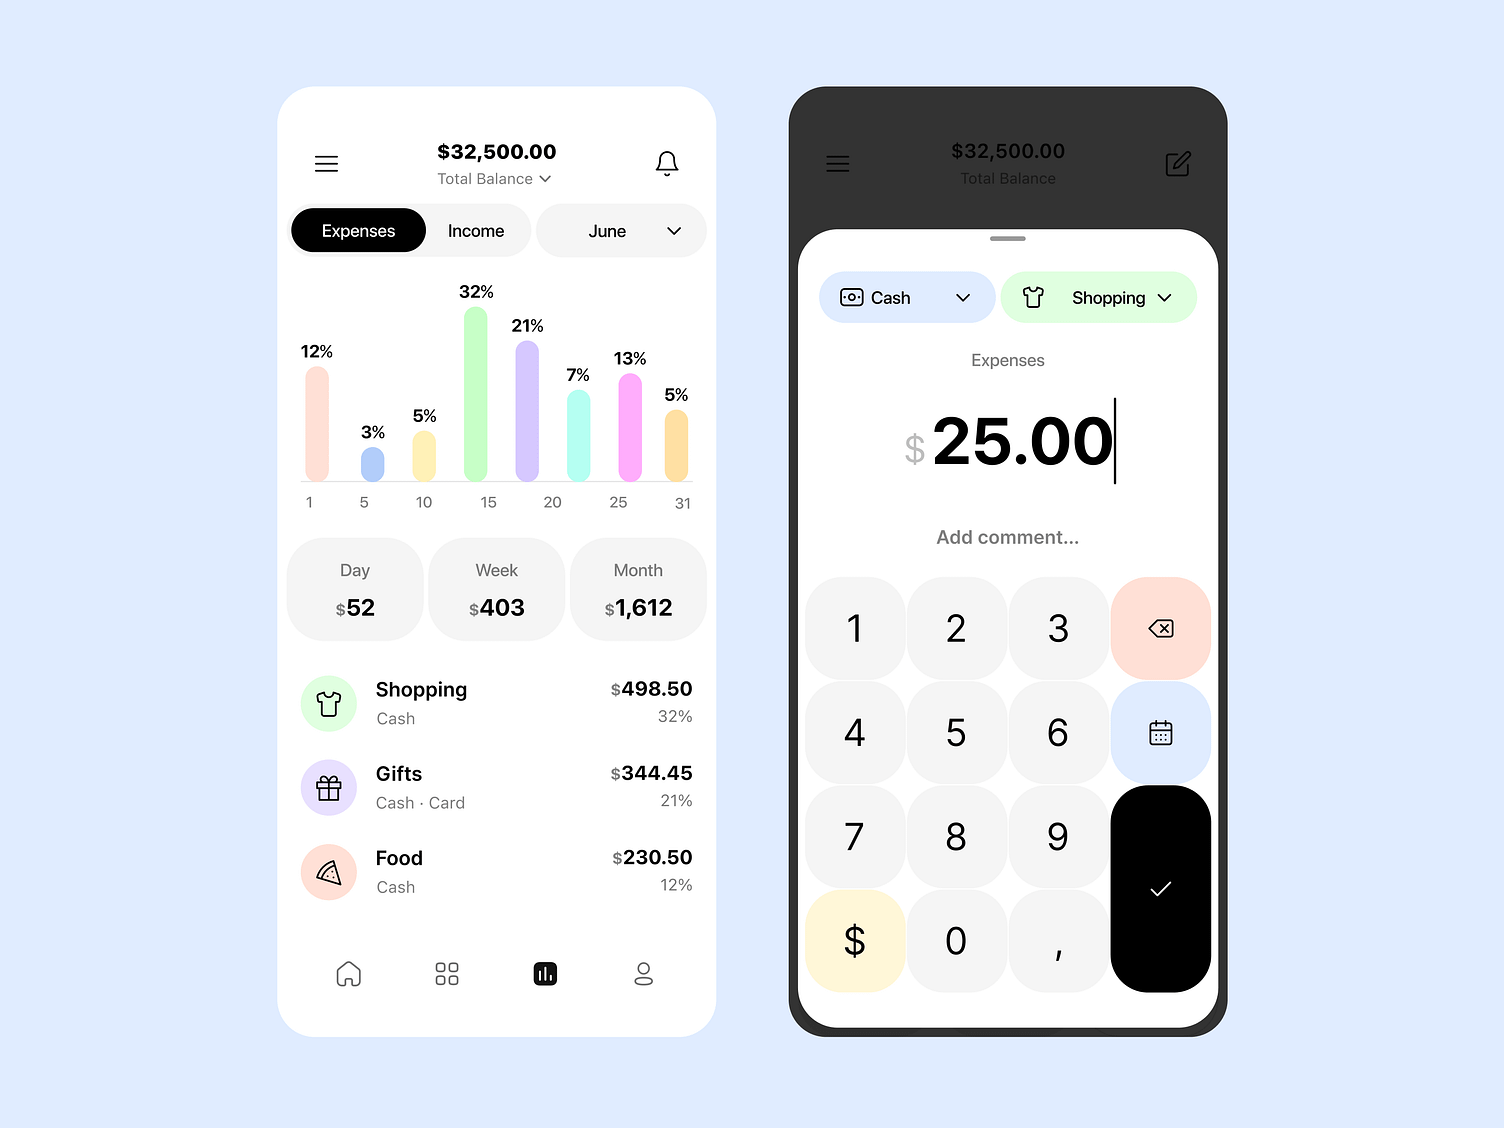 $32,500.00
Total Balance
Expenses
Income
June
32%
21%
12%
13%
7%
5%
5%
3%
1 5 10 15 20 25 31
Day
Week
Month
$52
$403
$1,612
Shopping
$498.50
Cash
32%
Gifts
$344.45
Cash · Card
21%
Food
$230.50
Cash
12%
$32,500.00
Total Balance
Cash
Shopping
Expenses
$25.00
Add comment...
1 2 3
4 5 6
7 8 9
$ 0 ,